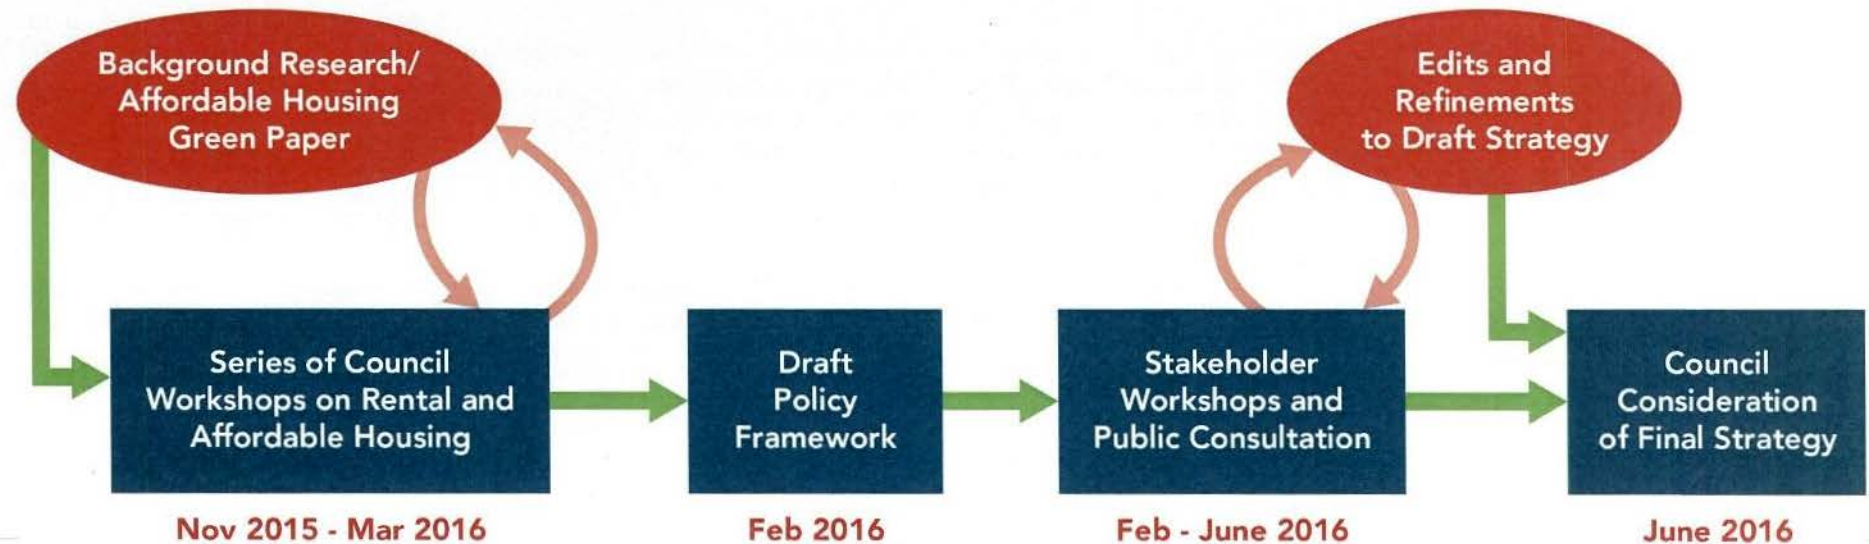 Background Research/
Affordable Housing
Green Paper
Edits and
Refinements
to Draft Strategy
Series of Council
Workshops on Rental and
Affordable Housing
Draft
Policy
Framework
Stakeholder
Workshops and
Public Consultation
Council
Consideration
of Final Strategy
Nov 2015 - Mar 2016
Feb 2016
Feb - June 2016
June 2016